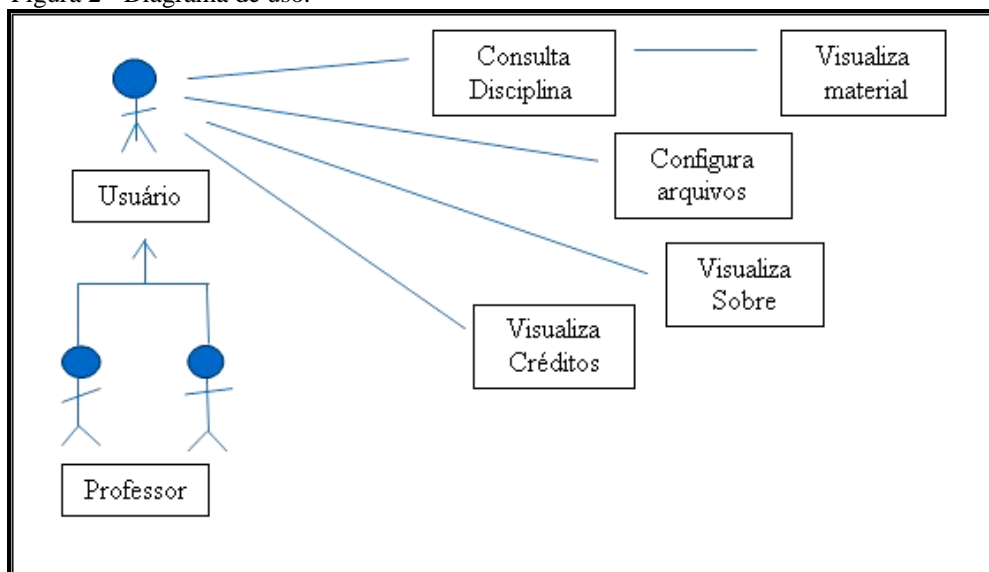 Figura 2 - Diagrama de uso.
Consulta
Disciplina
Visualiza
material
Configura
arquivos
Usuário
Visualiza
Sobre
Visualiza
Créditos
Professor